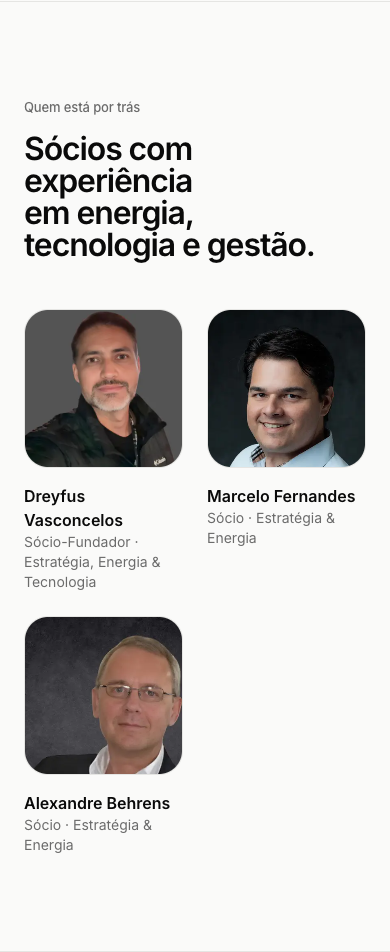 Quem está por trás
Sócios com
experiência
em energia,
tecnologia e gestão.
Dreyfus
Vasconcelos
Sócio-Fundador ·
Estratégia, Energia &
Tecnologia
Marcelo Fernandes
Sócio · Estratégia &
Energia
Alexandre Behrens
Sócio · Estratégia &
Energia